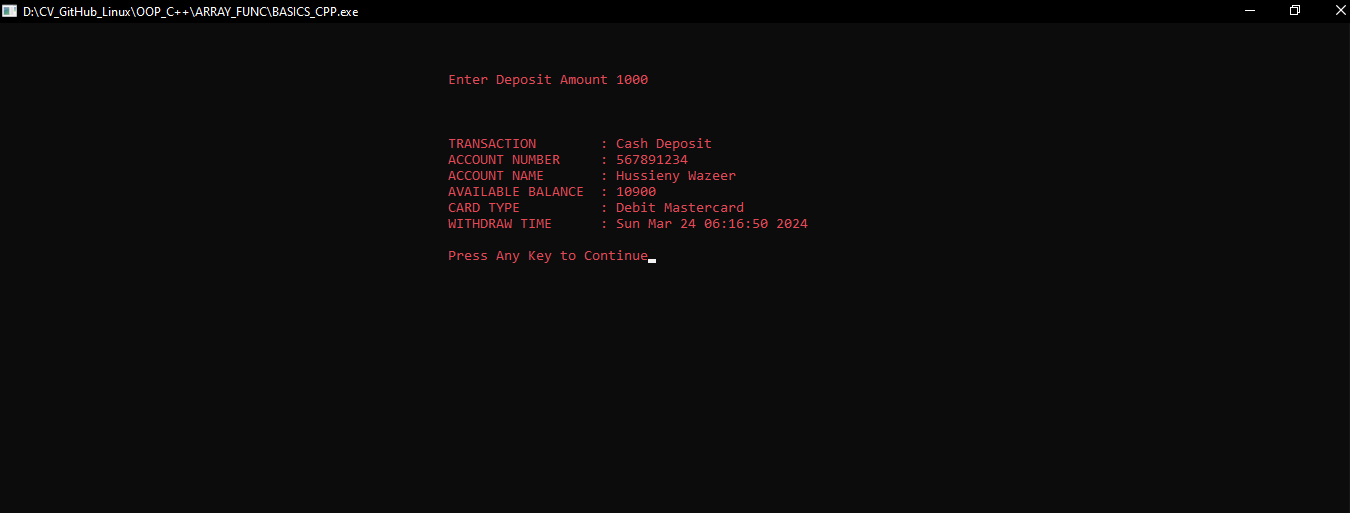 D:\CV_GitHub_Linux\OOP_C++\ARRAY_FUNC\BASICS_CPP.exe
Enter Deposit Amount 1000
TRANSACTION        : Cash Deposit
ACCOUNT NUMBER     : 567891234
ACCOUNT NAME       : Hussieny Wazeer
AVAILABLE BALANCE  : 10900
CARD TYPE          : Debit Mastercard
WITHDRAW TIME      : Sun Mar 24 06:16:50 2024
Press Any Key to Continue